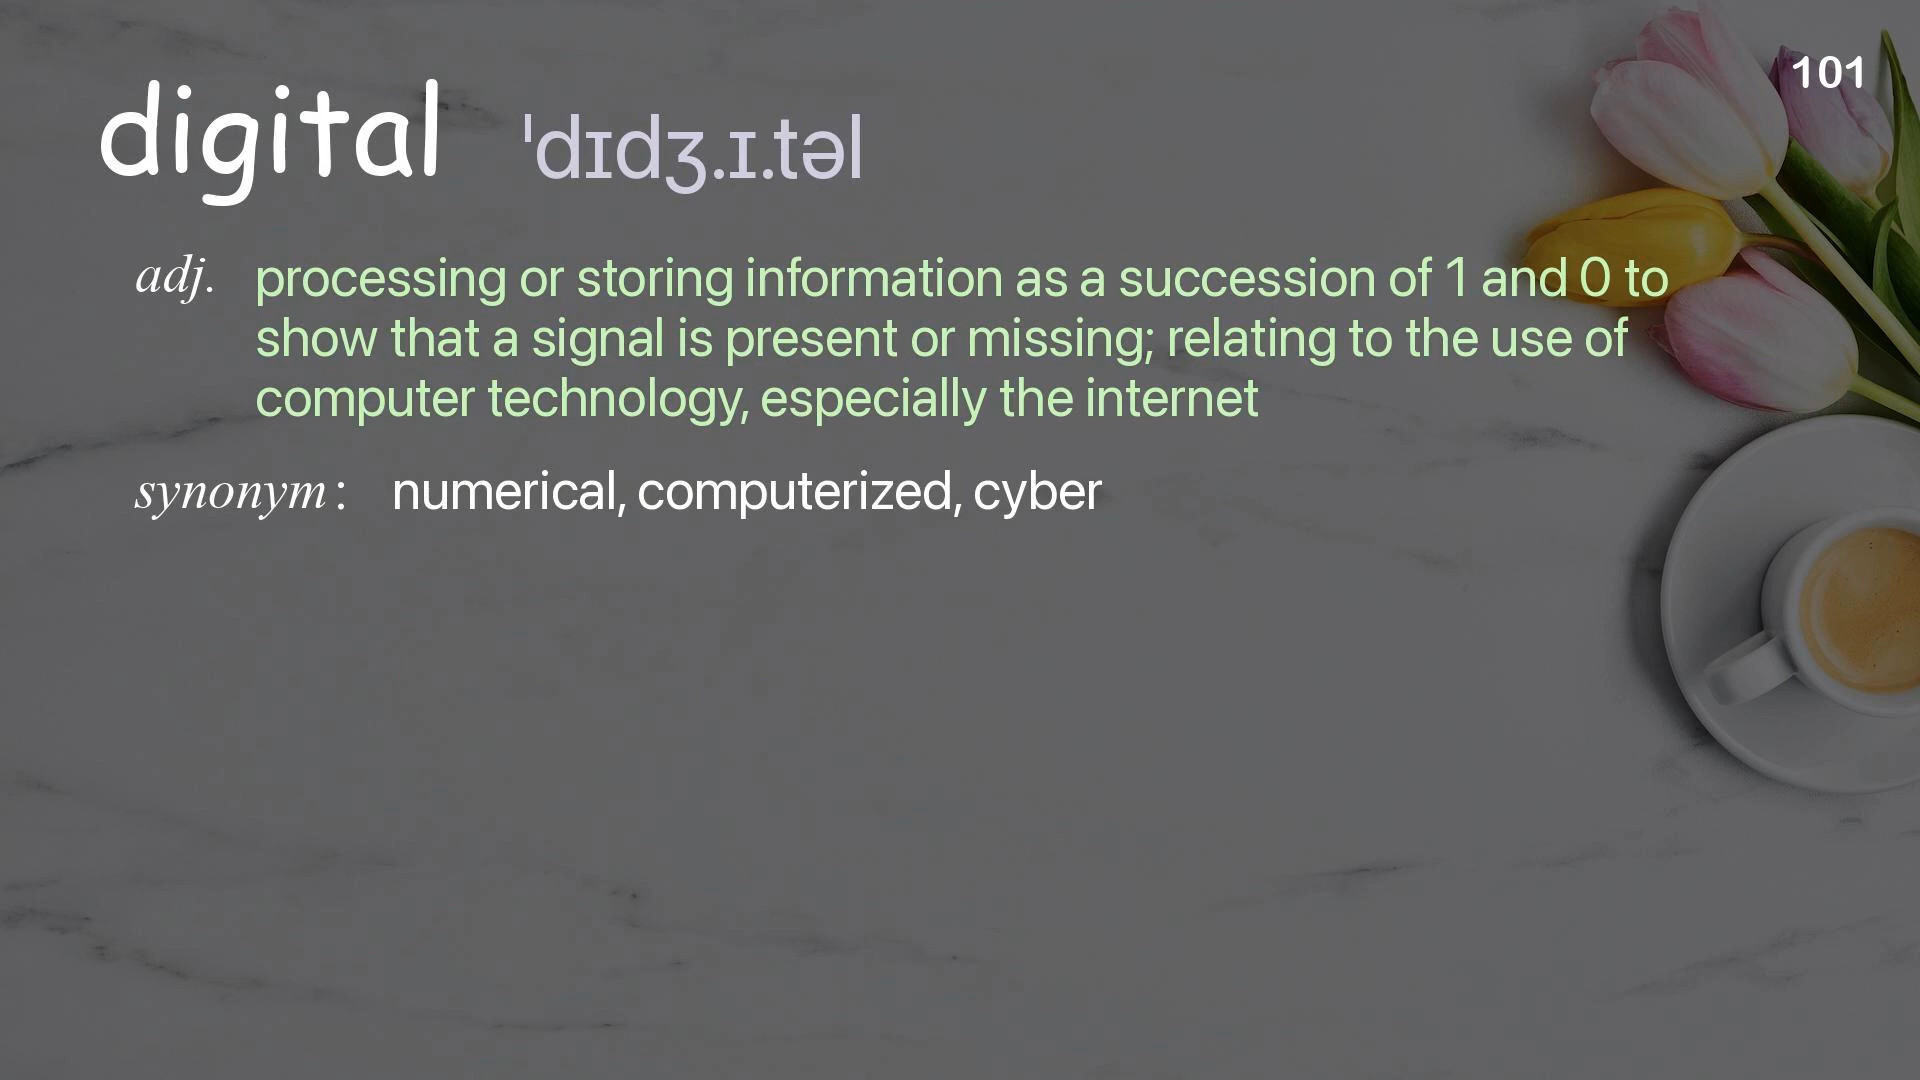 101
digital ˈdɪdʒ.ɪ.təl
adj. processing or storing information as a succession of 1 and 0 to
show that a signal is present or missing; relating to the use of
computer technology, especially the internet
synonym: numerical, computerized, cyber